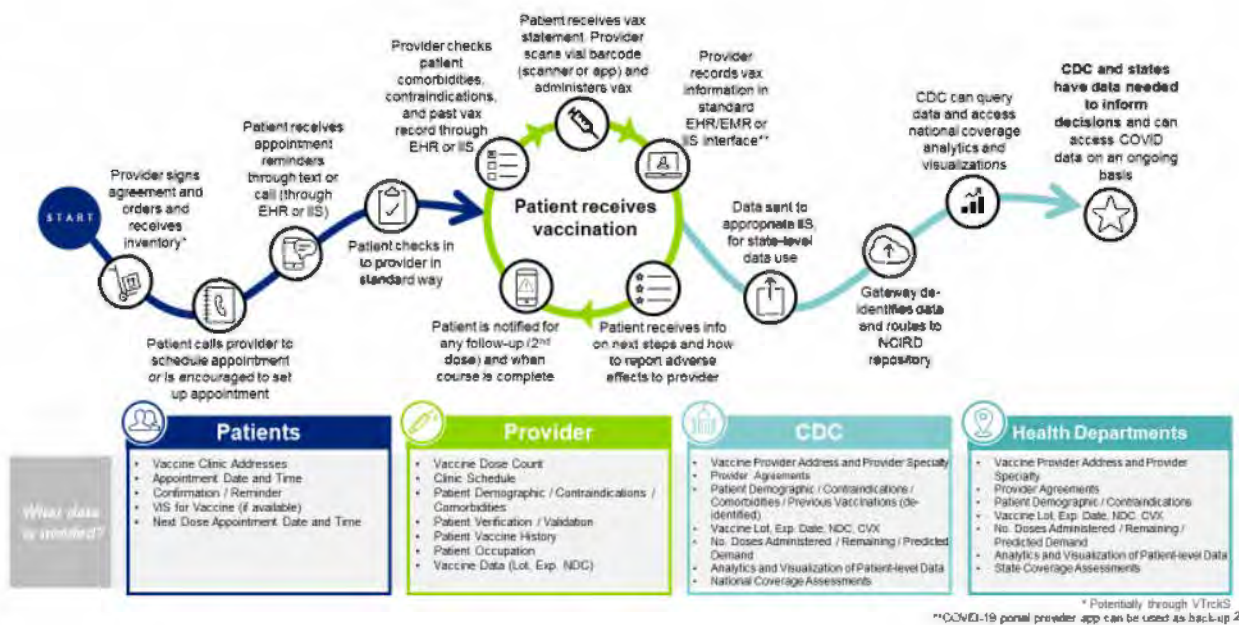 START
Provider signs
agreement and
orders and
receives
inventory*
Patient calls provider to
schedule appointment
or is encouraged to set
up appointment
Patient receives
appointment
reminders
through text or
call (through
EHR or IIS)
Patient checks in
to provider in
standard way
Provider checks
patient
comorbidities,
contraindications,
and past vax
record through
EHR or IIS
Patient receives vax
statement. Provider
scans vial barcode
(scanner or app) and
administers vax
Provider
records vax
information in
standard
EHR/EMR or
IIS interface**
Patient receives
vaccination
Patient receives info
on next steps and how
to report adverse
effects to provider
Patient is notified for
any follow-up (2nd
dose) and when
course is complete
Data sent to
appropriate IIS,
for state-level
data use
Gateway de-
identifies data
and routes to
NCIRD
repository
CDC can query
data and access
national coverage
analytics and
visualizations
CDC and states
have data needed
to inform
decisions and can
access COVID
data on an ongoing
basis
What data
is needed?
Patients
• Vaccine Clinic Addresses
• Appointment Date and Time
• Confirmation / Reminder
• VIS for Vaccine (if available)
• Next Dose Appointment Date and Time
Provider
• Vaccine Dose Count
• Clinic Schedule
• Patient Demographic / Contraindications /
Comorbidities
• Patient Verification / Validation
• Patient Vaccine History
• Patient Occupation
• Vaccine Data (Lot, Exp. NDC)
CDC
• Vaccine Provider Address and Provider Specialty
• Provider Agreements
• Patient Demographic / Contraindications /
Comorbidities / Previous Vaccinations (de-
identified)
• Vaccine Lot, Exp. Date, NDC, CVX
• No. Doses Administered / Remaining / Predicted
Demand
• Analytics and Visualization of Patient-level Data
• National Coverage Assessments
Health Departments
• Vaccine Provider Address and Provider
Specialty
• Provider Agreements
• Patient Demographic / Contraindications
• Vaccine Lot, Exp. Date, NDC, CVX
• No. Doses Administered / Remaining /
Predicted Demand
• Analytics and Visualization of Patient-level Data
• State Coverage Assessments
* Potentially through VTrckS
**COVID-19 portal provider app can be used as back-up 2